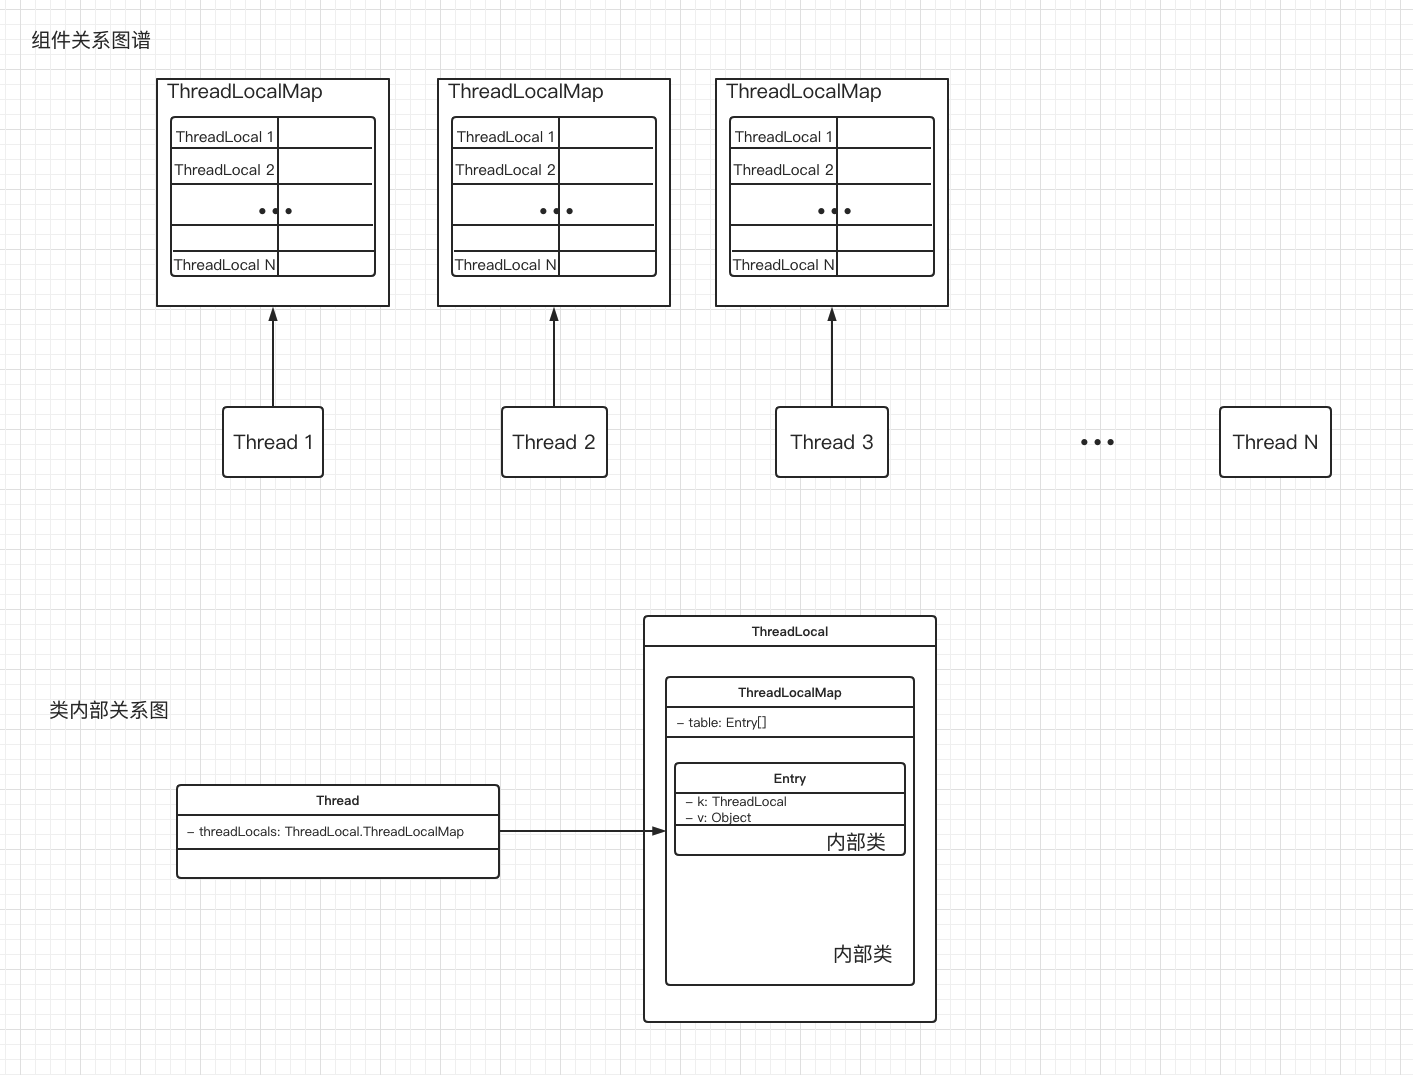 组件关系图谱
ThreadLocalMap
ThreadLocal 1
ThreadLocal 2
•••
ThreadLocal N
ThreadLocalMap
ThreadLocal 1
ThreadLocal 2
•••
ThreadLocal N
ThreadLocalMap
ThreadLocal 1
ThreadLocal 2
•••
ThreadLocal N
Thread 1
Thread 2
Thread 3
•••
Thread N
类内部关系图
Thread
– threadLocals: ThreadLocal.ThreadLocalMap
ThreadLocal
ThreadLocalMap
– table: Entry[]
Entry
– k: ThreadLocal
– v: Object
内部类
内部类